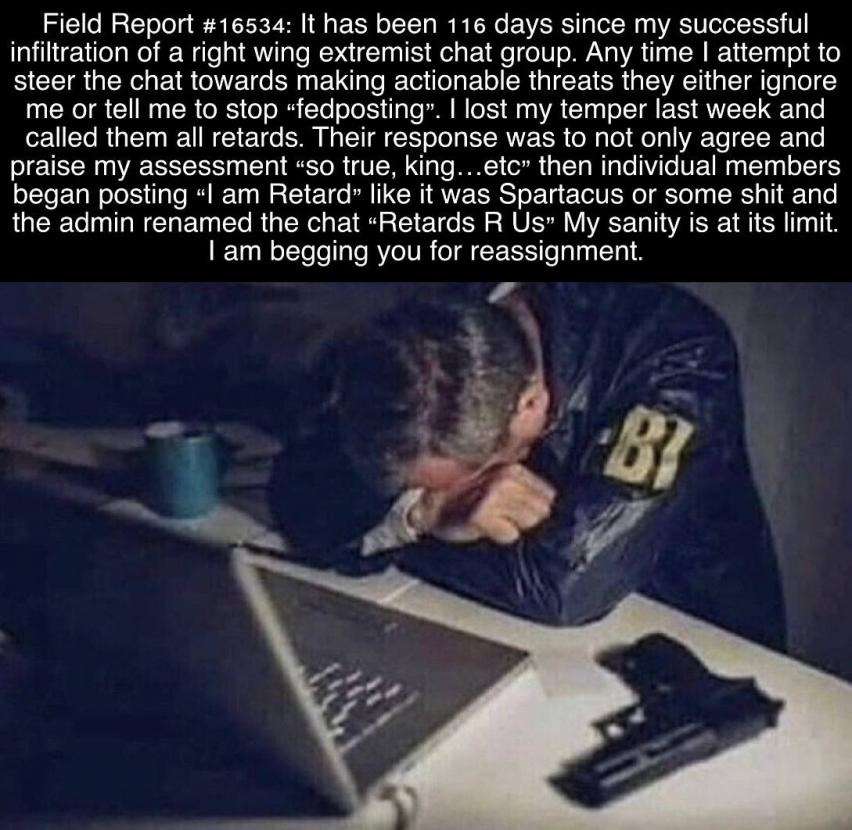 Field Report #16534: It has been 116 days since my successful
infiltration of a right wing extremist chat group. Any time I attempt to
steer the chat towards making actionable threats they either ignore
me or tell me to stop “fedposting”. I lost my temper last week and
called them all retards. Their response was to not only agree and
praise my assessment “so true, king...etc” then individual members
began posting “I am Retard” like it was Spartacus or some shit and
the admin renamed the chat “Retards R Us” My sanity is at its limit.
I am begging you for reassignment.
BI